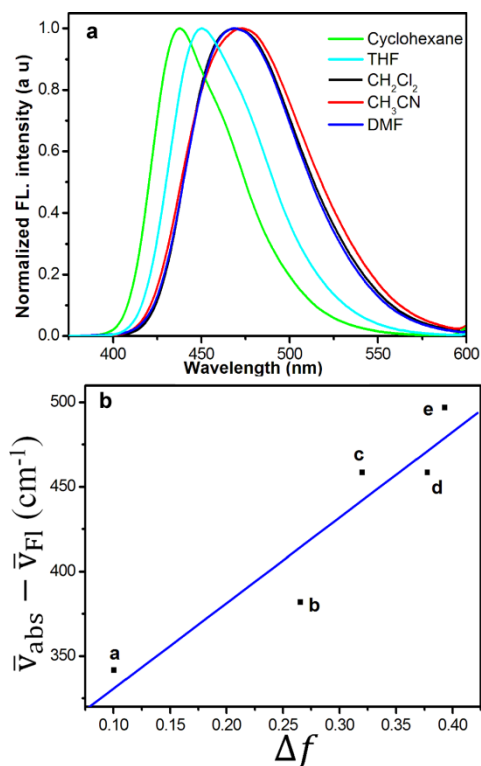 a
Cyclohexane
THF
CH₂Cl₂
CH₃CN
DMF
Normalized FL. intensity (a u)
1.0
0.8
0.6
0.4
0.2
0.0
400 450 500 550 600
Wavelength (nm)
b
500
450
400
350
a
b
c
d
e
ν̅abs − ν̅Fl (cm⁻¹)
0.10 0.15 0.20 0.25 0.30 0.35 0.40
Δf